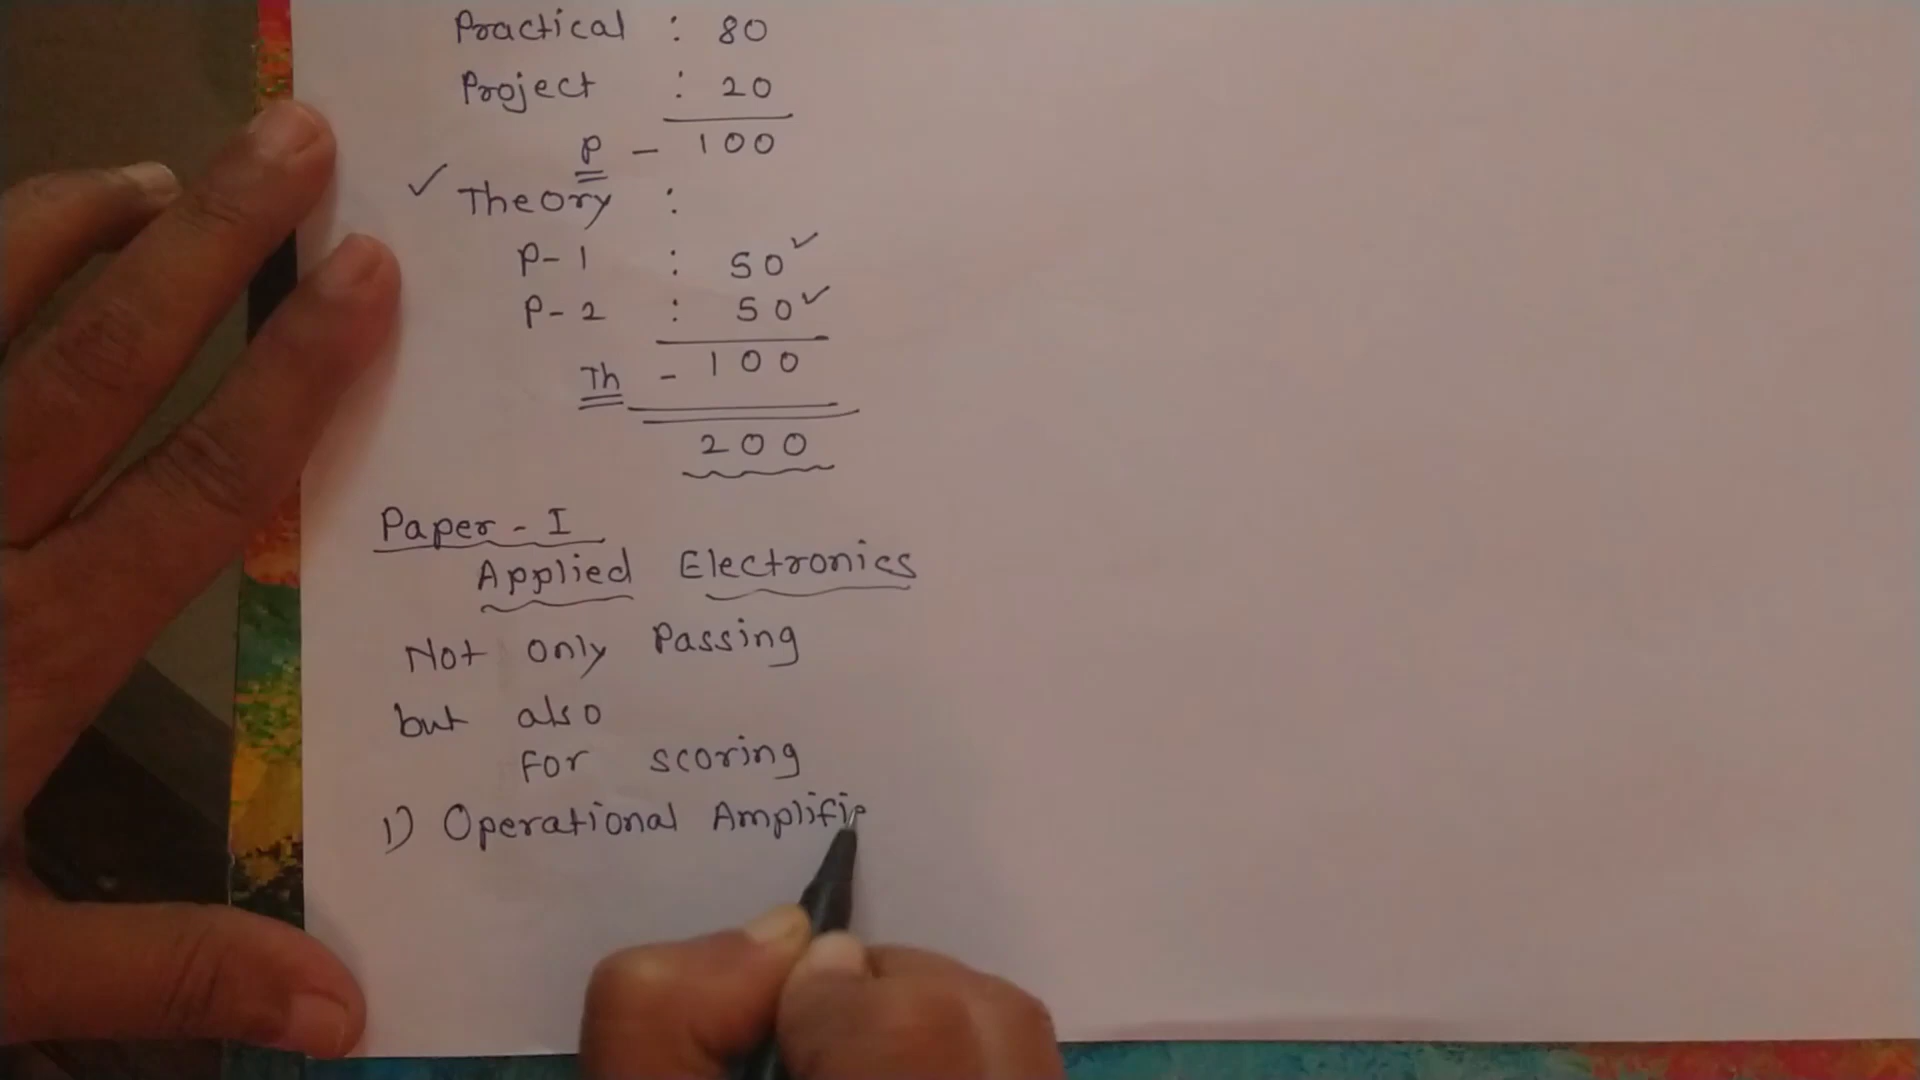 Practical : 80
Project : 20
P - 100
✓ Theory :
P-1 : 50 ✓
P-2 : 50 ✓
Th - 100
200
Paper - I
Applied Electronics
Not only Passing
but also
For scoring
1) Operational Amplifie